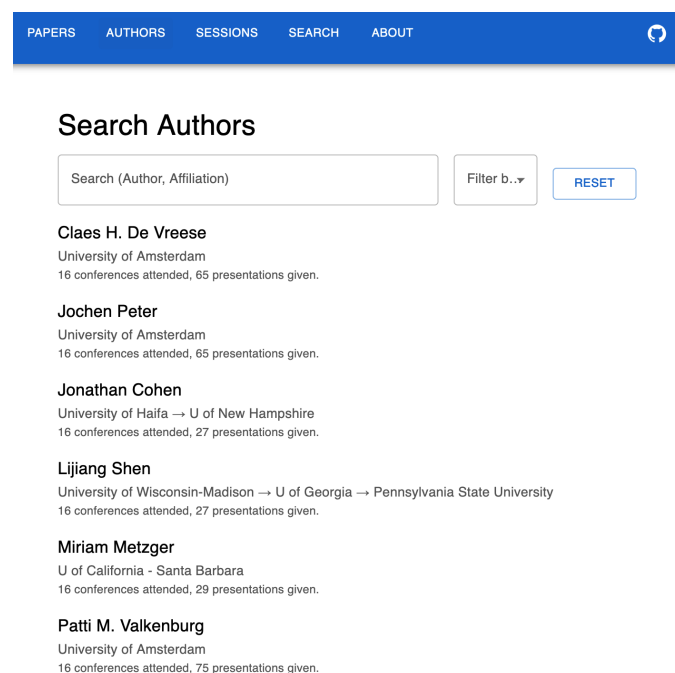 PAPERS AUTHORS SESSIONS SEARCH ABOUT
Search Authors
Search (Author, Affiliation) Filter b... RESET
Claes H. De Vreese
University of Amsterdam
16 conferences attended, 65 presentations given.
Jochen Peter
University of Amsterdam
16 conferences attended, 65 presentations given.
Jonathan Cohen
University of Haifa → U of New Hampshire
16 conferences attended, 27 presentations given.
Lijiang Shen
University of Wisconsin-Madison → U of Georgia → Pennsylvania State University
16 conferences attended, 27 presentations given.
Miriam Metzger
U of California - Santa Barbara
16 conferences attended, 29 presentations given.
Patti M. Valkenburg
University of Amsterdam
16 conferences attended, 75 presentations given.